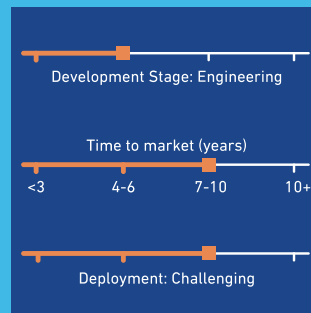 Development Stage: Engineering
Time to market (years)
<3 4-6 7-10 10+
Deployment: Challenging